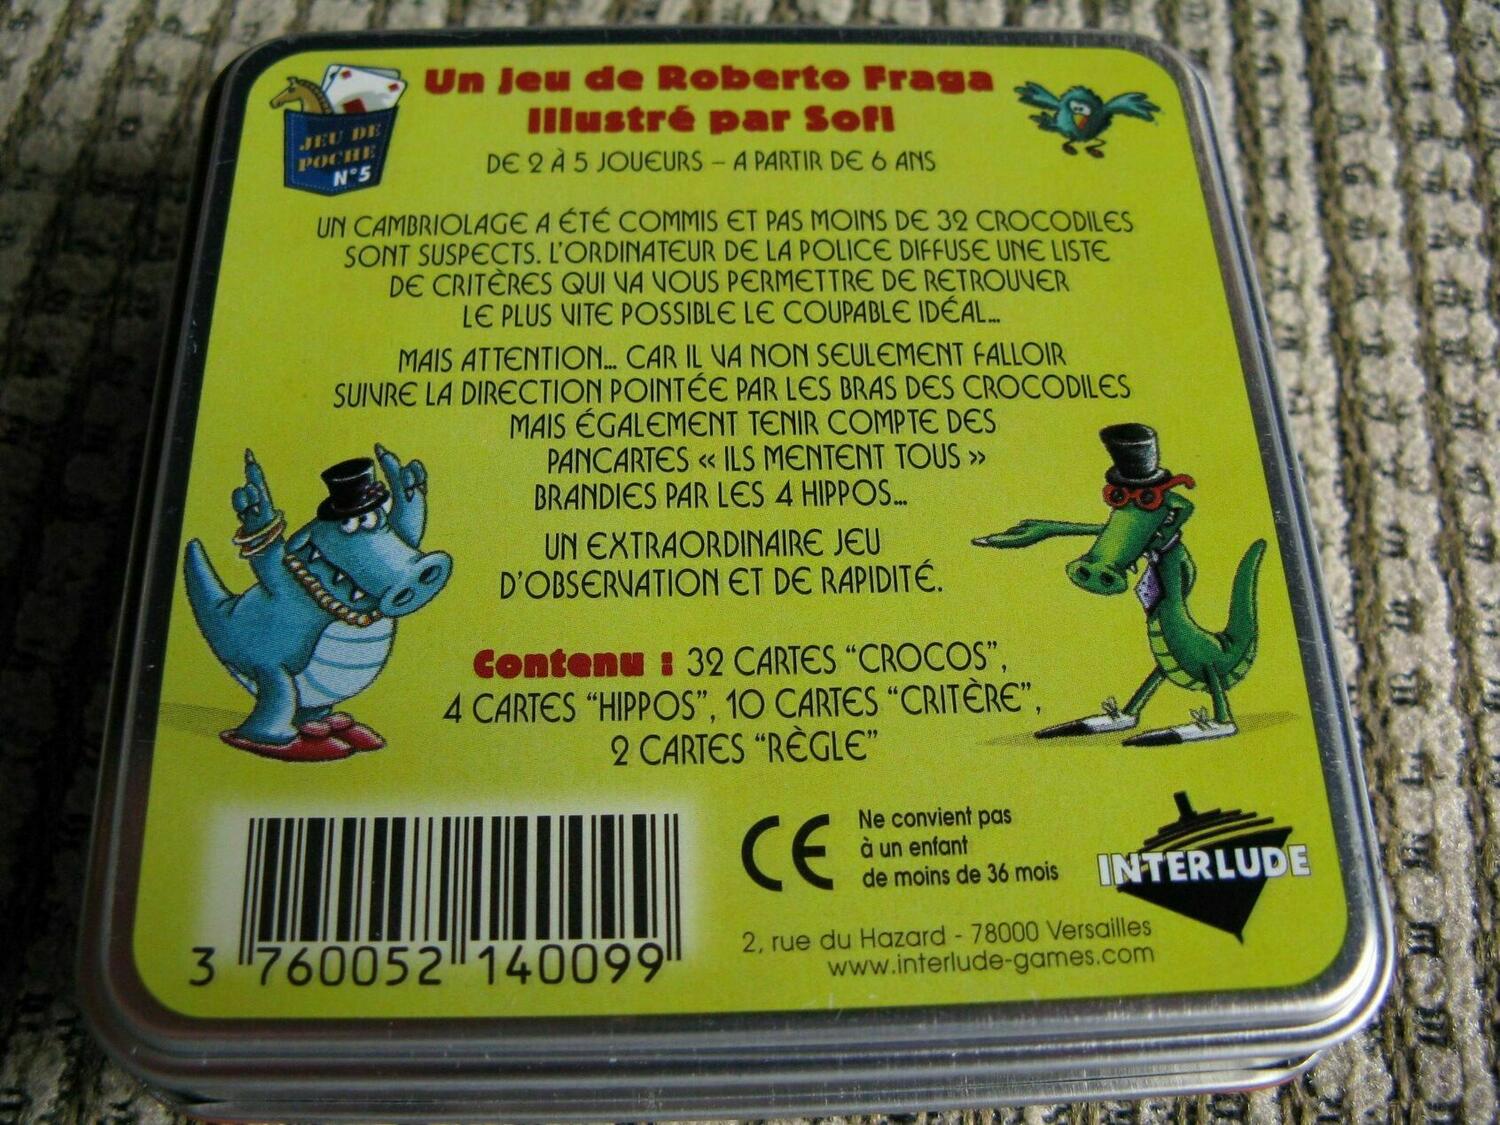 Un jeu de Roberto Fraga
Illustré par Sofi
JEU DE
POCHE
N°5
DE 2 À 5 JOUEURS – A PARTIR DE 6 ANS
UN CAMBRIOLAGE A ÉTÉ COMMIS ET PAS MOINS DE 32 CROCODILES
SONT SUSPECTS. L'ORDINATEUR DE LA POLICE DIFFUSE UNE LISTE
DE CRITÈRES QUI VA VOUS PERMETTRE DE RETROUVER
LE PLUS VITE POSSIBLE LE COUPABLE IDÉAL...
MAIS ATTENTION... CAR IL VA NON SEULEMENT FALLOIR
SUIVRE LA DIRECTION POINTÉE PAR LES BRAS DES CROCODILES
MAIS ÉGALEMENT TENIR COMPTE DES
PANCARTES « ILS MENTENT TOUS »
BRANDIES PAR LES 4 HIPPOS...
UN EXTRAORDINAIRE JEU
D'OBSERVATION ET DE RAPIDITÉ.
Contenu : 32 CARTES "CROCOS",
4 CARTES "HIPPOS", 10 CARTES "CRITÈRE",
2 CARTES "RÈGLE"
3 760052 140099
CE
Ne convient pas
à un enfant
de moins de 36 mois
INTERLUDE
2, rue du Hazard - 78000 Versailles
www.interlude-games.com